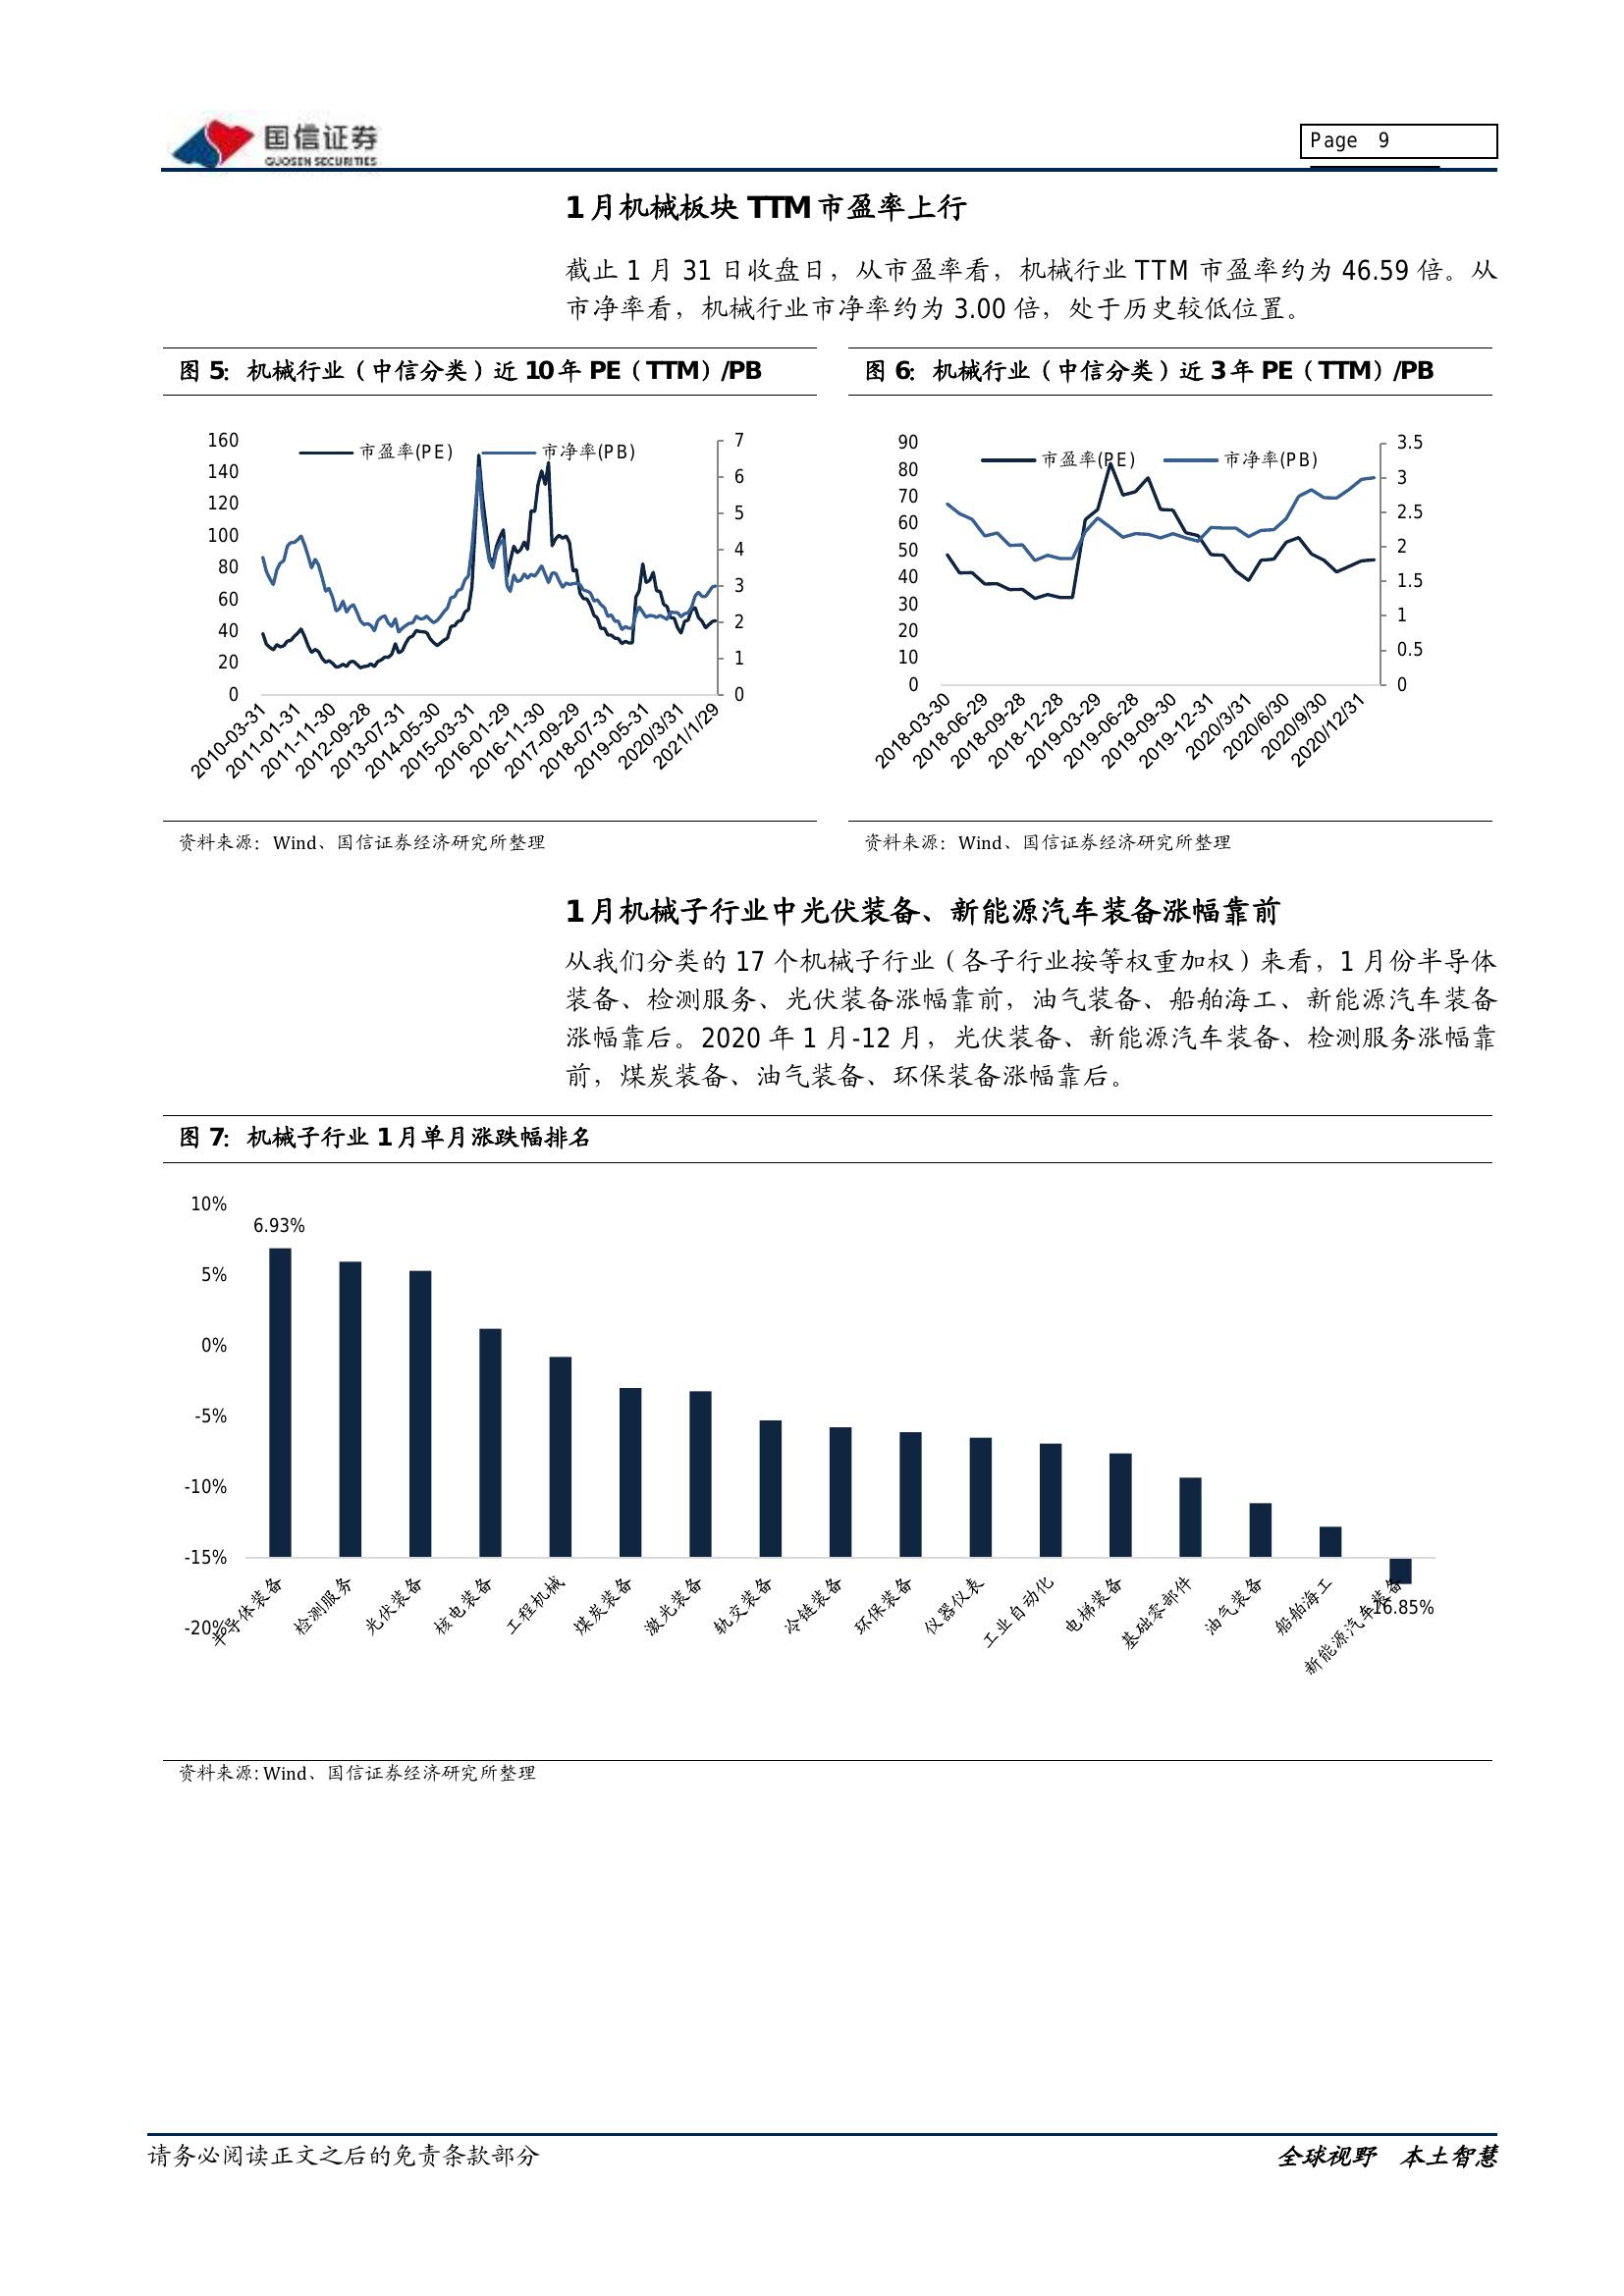 国信证券
GUOSEN SECURITIES
Page 9
1月机械板块 TTM 市盈率上行
截止 1 月 31 日收盘日，从市盈率看，机械行业 TTM 市盈率约为 46.59 倍。从
市净率看，机械行业市净率约为 3.00 倍，处于历史较低位置。
图 5：机械行业（中信分类）近 10 年 PE（TTM）/PB
160
140
120
100
80
60
40
20
0
市盈率(PE)
市净率(PB)
7
6
5
4
3
2
1
0
2010-03-31
2011-01-31
2011-11-30
2012-09-28
2013-07-31
2014-05-30
2015-03-31
2016-01-29
2016-11-30
2017-09-29
2018-07-31
2019-05-31
2020/3/31
2021/1/29
资料来源：Wind、国信证券经济研究所整理
图 6：机械行业（中信分类）近 3 年 PE（TTM）/PB
90
80
70
60
50
40
30
20
10
0
市盈率(PE)
市净率(PB)
3.5
3
2.5
2
1.5
1
0.5
0
2018-03-30
2018-06-29
2018-09-28
2018-12-28
2019-03-29
2019-06-28
2019-09-30
2019-12-31
2020/3/31
2020/6/30
2020/9/30
2020/12/31
资料来源：Wind、国信证券经济研究所整理
1月机械子行业中光伏装备、新能源汽车装备涨幅靠前
从我们分类的 17 个机械子行业（各子行业按等权重加权）来看，1 月份半导体
装备、检测服务、光伏装备涨幅靠前，油气装备、船舶海工、新能源汽车装备
涨幅靠后。2020 年 1 月-12 月，光伏装备、新能源汽车装备、检测服务涨幅靠
前，煤炭装备、油气装备、环保装备涨幅靠后。
图 7：机械子行业 1 月单月涨跌幅排名
10%
5%
0%
-5%
-10%
-15%
-20%
6.93%
-16.85%
半导体装备
检测服务
光伏装备
核电装备
工程机械
煤炭装备
激光装备
轨交装备
冷链装备
环保装备
仪器仪表
工业自动化
电梯装备
基础零部件
油气装备
船舶海工
新能源汽车装备
资料来源: Wind、国信证券经济研究所整理
请务必阅读正文之后的免责条款部分
全球视野 本土智慧